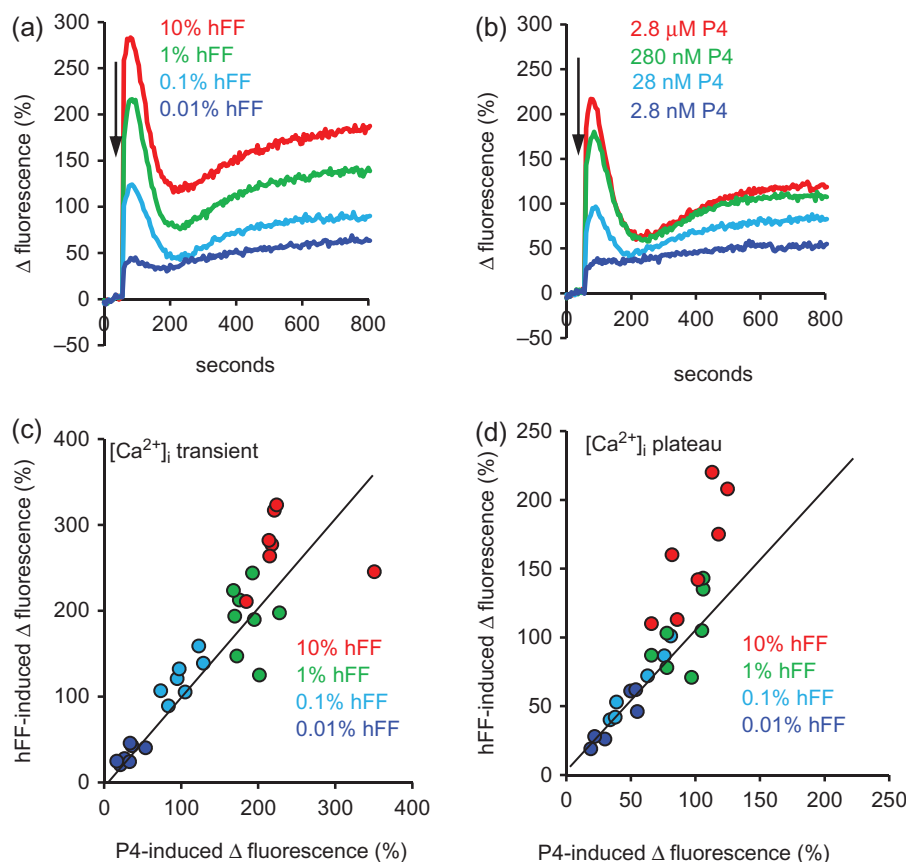 (a)
Δ fluorescence (%)
300
250
200
150
100
50
0
–50
10% hFF
1% hFF
0.1% hFF
0.01% hFF
0 200 400 600 800
seconds
(b)
Δ fluorescence (%)
300
250
200
150
100
50
0
–50
2.8 μM P4
280 nM P4
28 nM P4
2.8 nM P4
0 200 400 600 800
seconds
(c)
hFF-induced Δ fluorescence (%)
400
300
200
100
0
[Ca²⁺]ᵢ transient
10% hFF
1% hFF
0.1% hFF
0.01% hFF
0 100 200 300 400
P4-induced Δ fluorescence (%)
(d)
hFF-induced Δ fluorescence (%)
250
200
150
100
50
0
[Ca²⁺]ᵢ plateau
10% hFF
1% hFF
0.1% hFF
0.01% hFF
0 50 100 150 200 250
P4-induced Δ fluorescence (%)